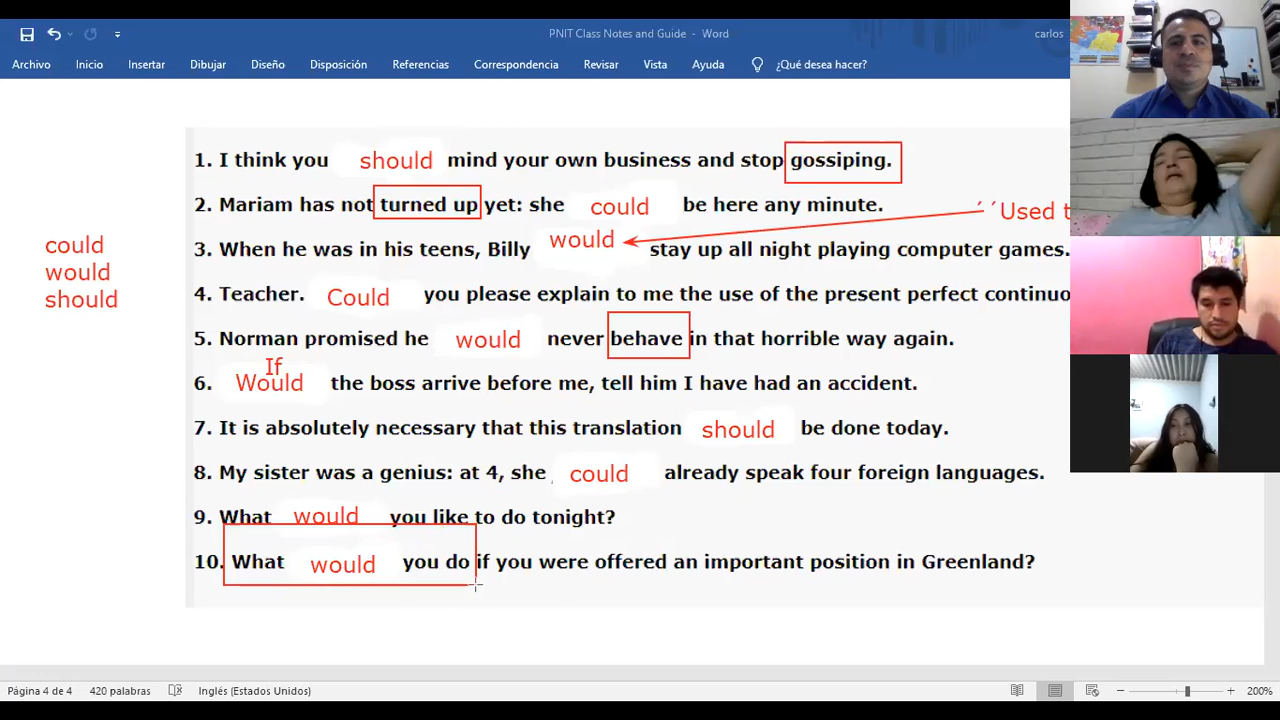 PNIT Class Notes and Guide - Word
carlos
Archivo Inicio Insertar Dibujar Diseño Disposición Referencias Correspondencia Revisar Vista Ayuda ¿Qué desea hacer?
1. I think you should mind your own business and stop gossiping.
2. Mariam has not turned up yet: she could be here any minute.
´´Used t
3. When he was in his teens, Billy would stay up all night playing computer games.
could
would
should
4. Teacher. Could you please explain to me the use of the present perfect continuo
5. Norman promised he would never behave in that horrible way again.
If
6. Would the boss arrive before me, tell him I have had an accident.
7. It is absolutely necessary that this translation should be done today.
8. My sister was a genius: at 4, she could already speak four foreign languages.
9. What would you like to do tonight?
10. What would you do if you were offered an important position in Greenland?
Página 4 de 4 420 palabras Inglés (Estados Unidos) 200%